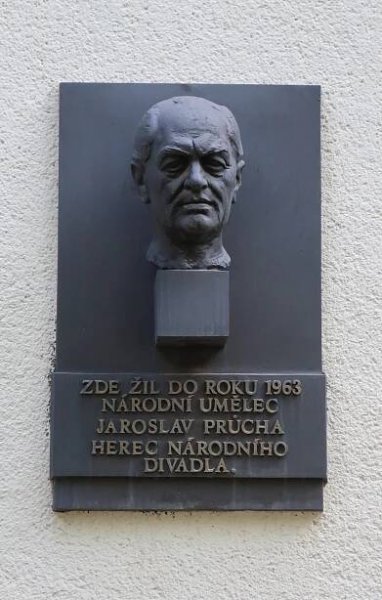 ZDE ŽIL DO ROKU 1963
NÁRODNÍ UMĚLEC
JAROSLAV PRŮCHA
HEREC NÁRODNÍHO
DIVADLA.